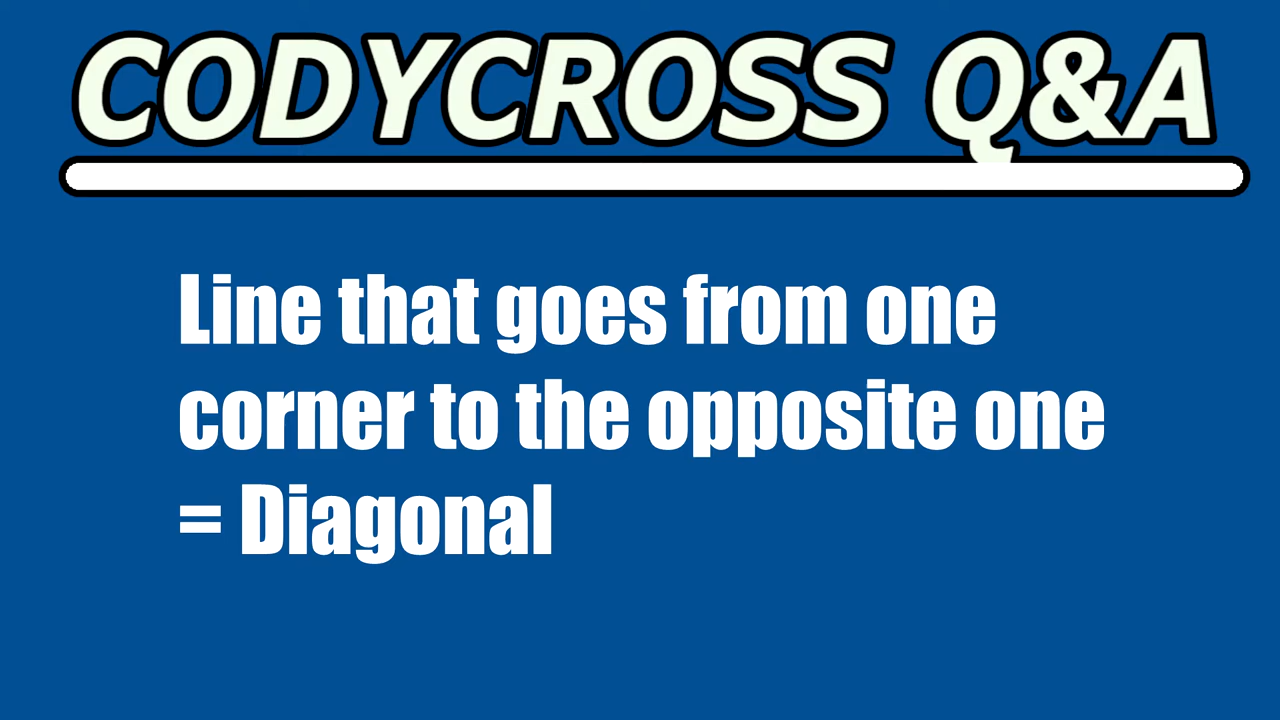 CODYCROSS Q&A
Line that goes from one
corner to the opposite one
= Diagonal